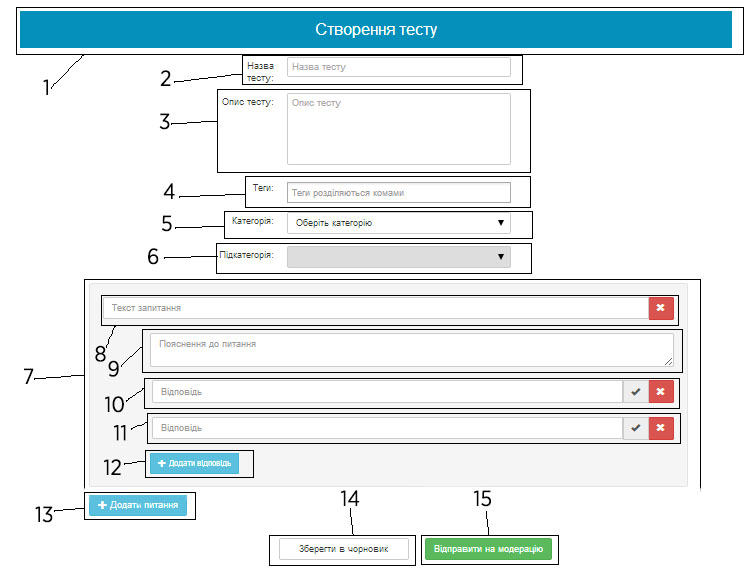 Створення тесту
1
2
Назва
тесту:
Назва тесту
3
Опис тесту:
Опис тесту
4
Теги:
Теги розділяються комами
5
Категорія:
Оберіть категорію
6
Підкатегорія:
7
8
Текст запитання
9
Пояснення до питання
10
Відповідь
11
Відповідь
12
Додати відповідь
13
Додать питання
14
15
Зберегти в чорновик
Відправити на модерацію